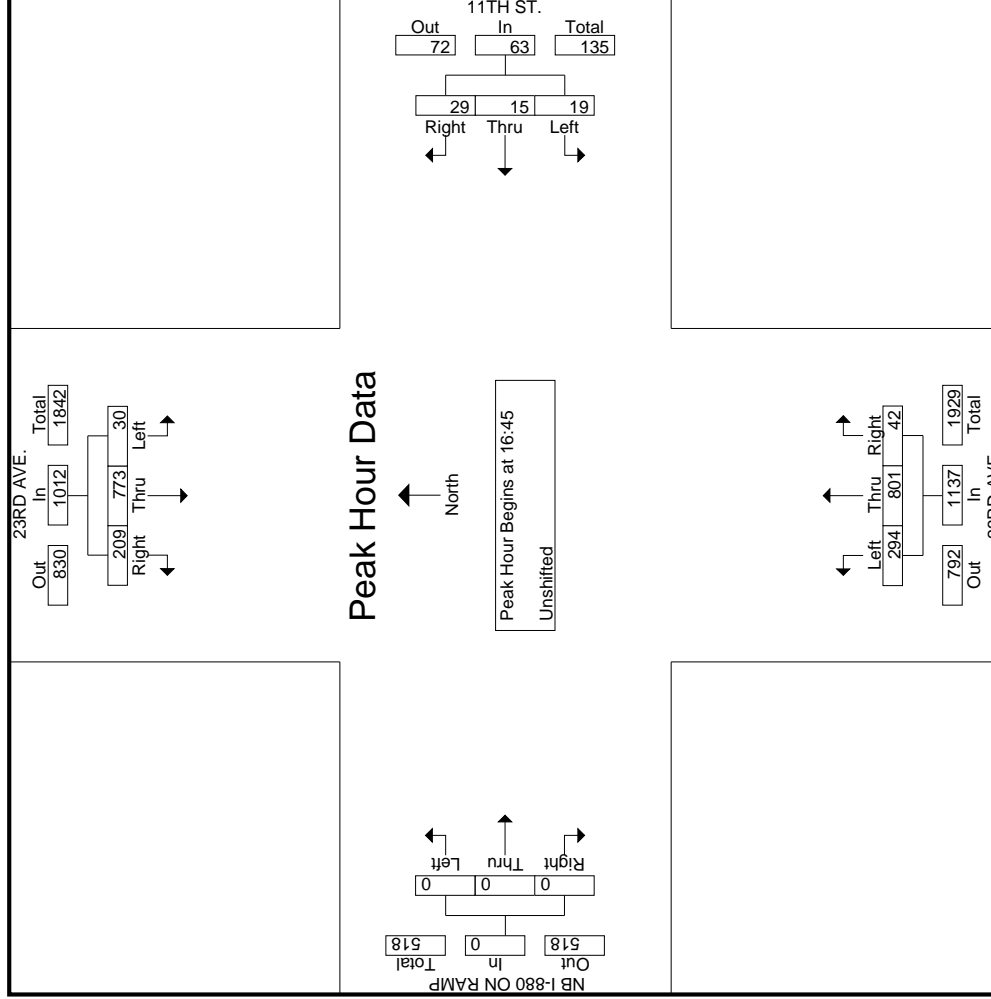 11TH ST.
Out In Total
72 63 135
29 15 19
Right Thru Left
23RD AVE.
Out In Total
830 1012 1842
209 773 30
Right Thru Left
Peak Hour Data
North
Peak Hour Begins at 16:45
Unshifted
Left Thru Right
294 801 42
792 1137 1929
Out In Total
Left Thru Right
0 0 0
518 0 518
Total In Out
NB I-880 ON RAMP